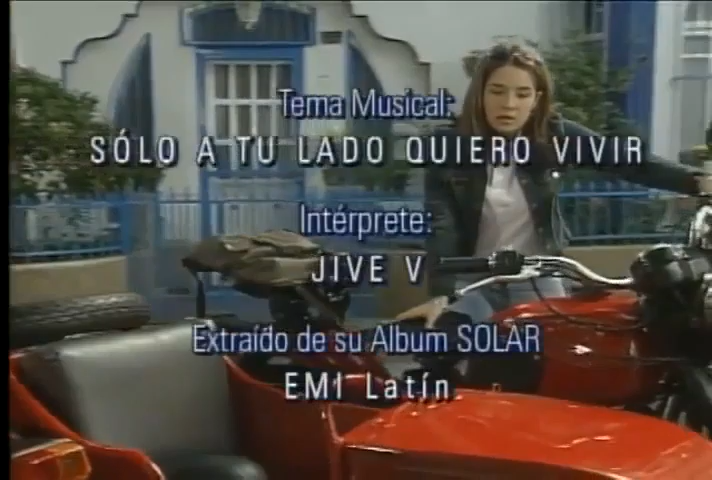 Tema Musical:
SÓLO A TU LADO QUIERO VIVIR
Intérprete:
JIVE V
Extraído de su Album SOLAR
EMI Latín